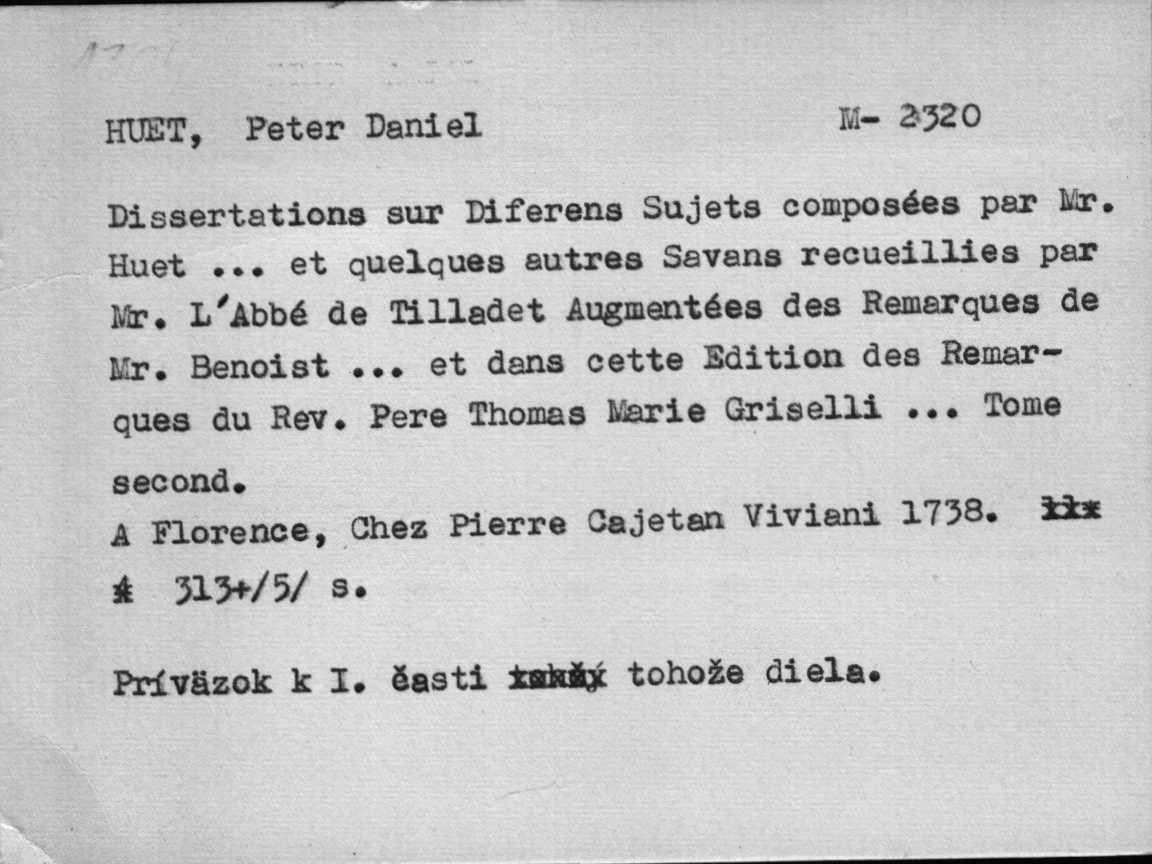 HUET, Peter Daniel M- 2320
Dissertations sur Diferens Sujets composées par Mr.
Huet ... et quelques autres Savans recueillies par
Mr. L'Abbé de Tilladet Augmentées des Remarques de
Mr. Benoist ... et dans cette Edition des Remar-
ques du Rev. Pere Thomas Marie Griselli ... Tome
second.
A Florence, Chez Pierre Cajetan Viviani 1738.
313+/5/ s.
Príväzok k I. časti tohože diela.